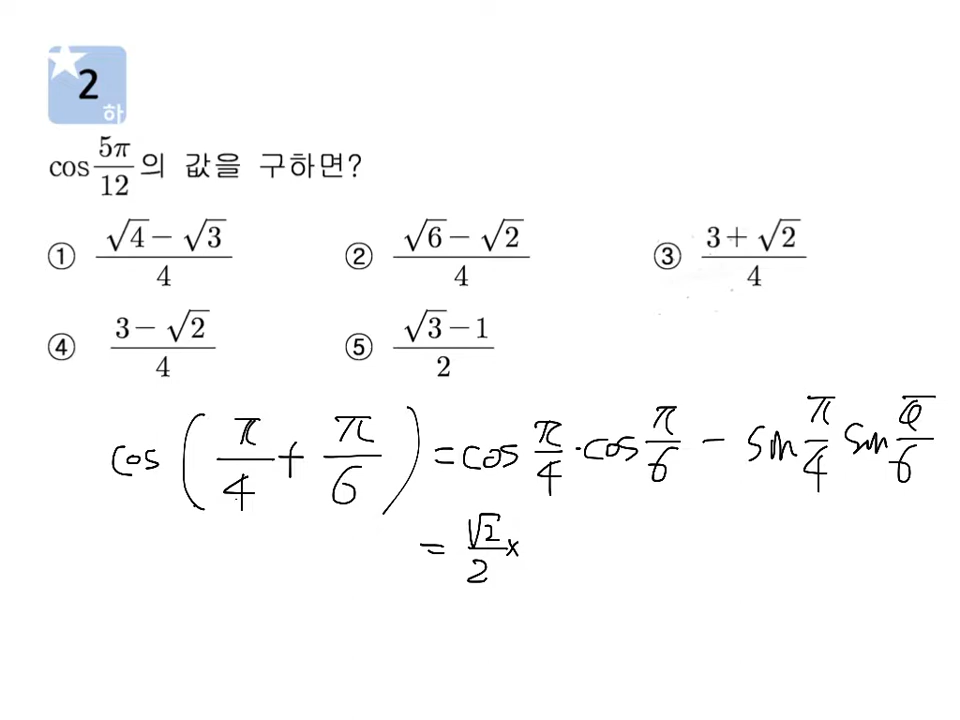 2
하
cos 5π/12 의 값을 구하면?
① (√4 − √3)/4 ② (√6 − √2)/4 ③ (3 + √2)/4
④ (3 − √2)/4 ⑤ (√3 − 1)/2
cos(π/4 + π/6) = cos π/4 · cos π/6 − sin π/4 sin π/6
= √2/2 ×